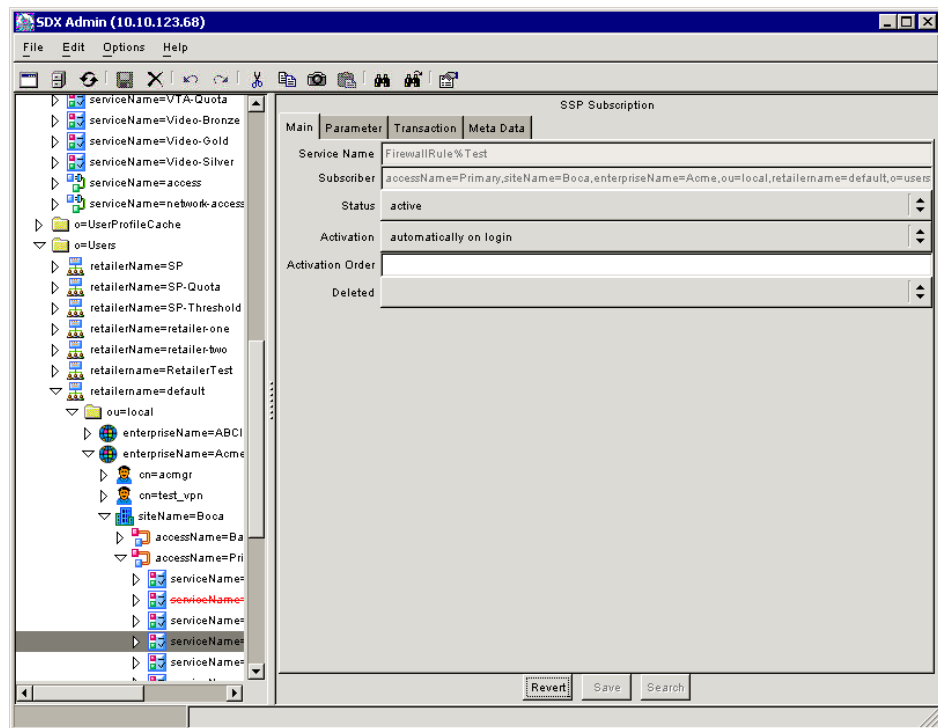 SDX Admin (10.10.123.68)
File Edit Options Help
serviceName=VTA-Quota
serviceName=Video-Bronze
serviceName=Video-Gold
serviceName=Video-Silver
serviceName=access
serviceName=network-access
o=UserProfileCache
o=Users
retailerName=SP
retailerName=SP-Quota
retailerName=SP-Threshold
retailerName=retailer-one
retailerName=retailer-two
retailername=RetailerTest
retailername=default
ou=local
enterpriseName=ABCI
enterpriseName=Acme
cn=acmgr
cn=test_vpn
siteName=Boca
accessName=Ba
accessName=Pri
serviceName=
serviceName=
serviceName=
serviceName=
serviceName=
SSP Subscription
Main Parameter Transaction Meta Data
Service Name FirewallRule%Test
Subscriber accessName=Primary,siteName=Boca,enterpriseName=Acme,ou=local,retailername=default,o=users
Status active
Activation automatically on login
Activation Order
Deleted
Revert Save Search